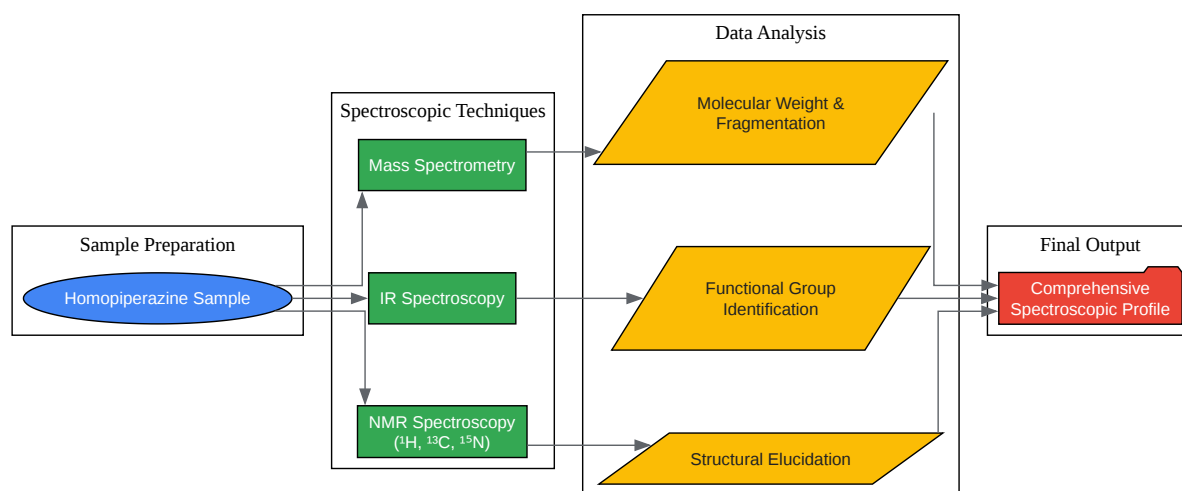 Sample Preparation
Homopiperazine Sample
Spectroscopic Techniques
Mass Spectrometry
IR Spectroscopy
NMR Spectroscopy
(¹H, ¹³C, ¹⁵N)
Data Analysis
Molecular Weight &
Fragmentation
Functional Group
Identification
Structural Elucidation
Final Output
Comprehensive
Spectroscopic Profile